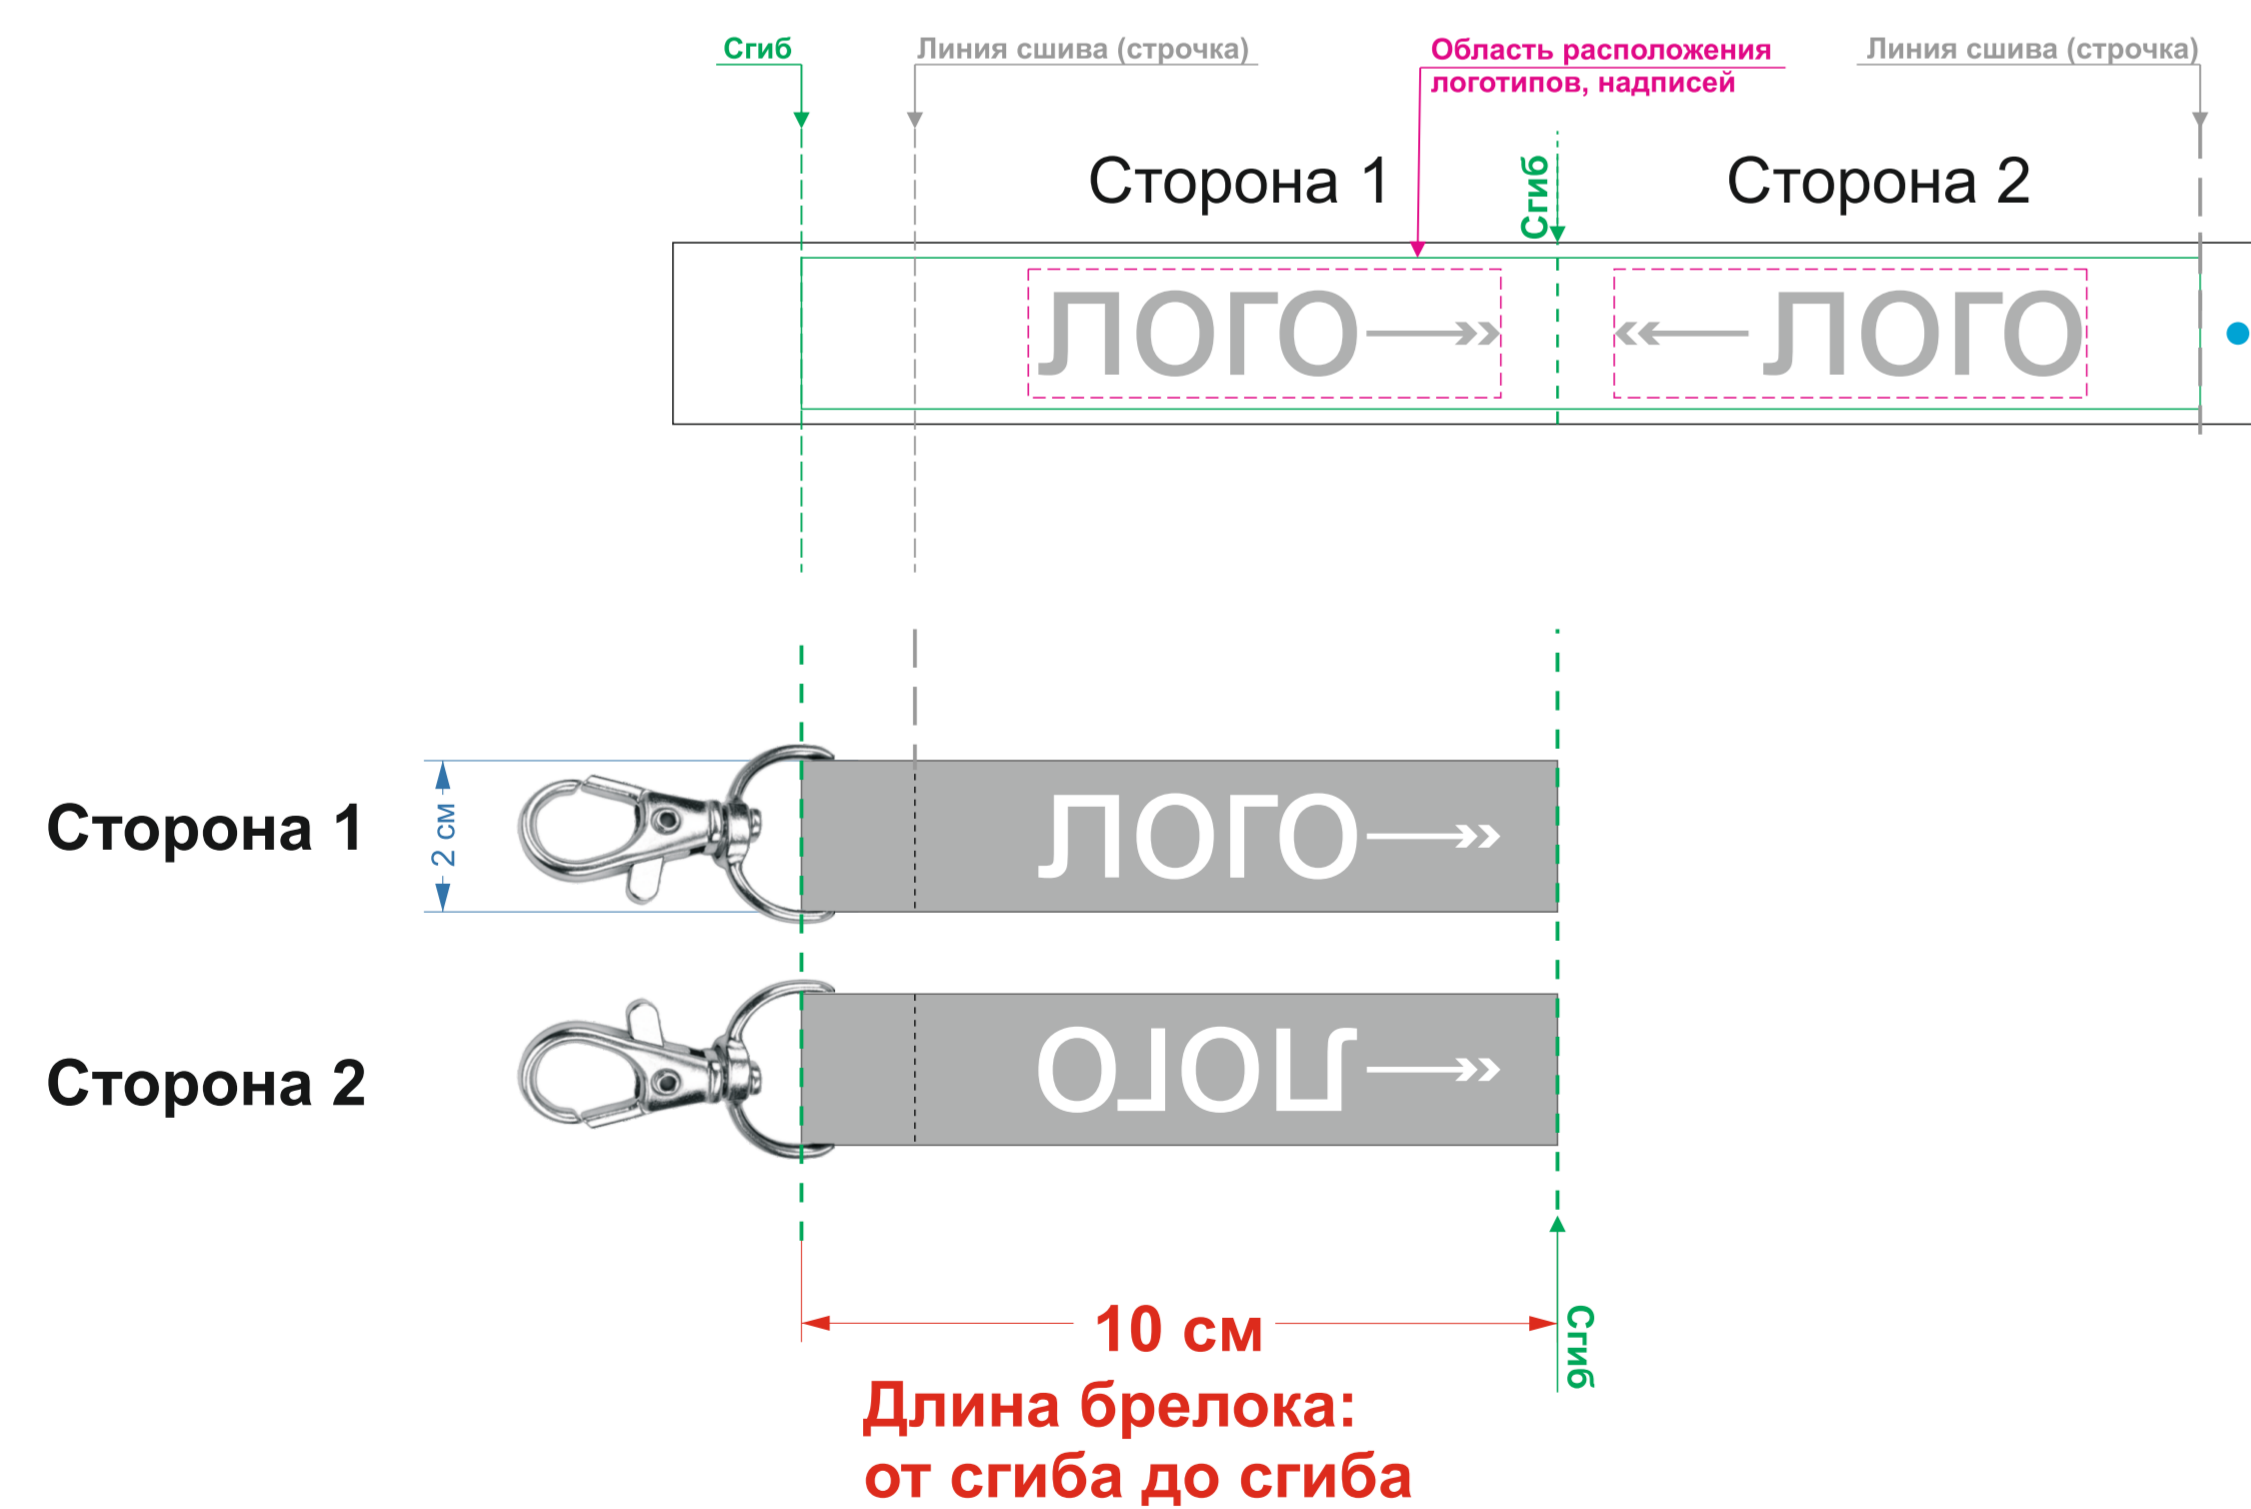 Сгиб
Линия сшива (строчка)
Область расположения
логотипов, надписей
Линия сшива (строчка)
Сторона 1
Сгиб
Сторона 2
ЛОГО
ЛОГО
Сторона 1
2 см
ЛОГО
Сторона 2
ЛОГО
10 см
Сгиб
Длина брелока:
от сгиба до сгиба